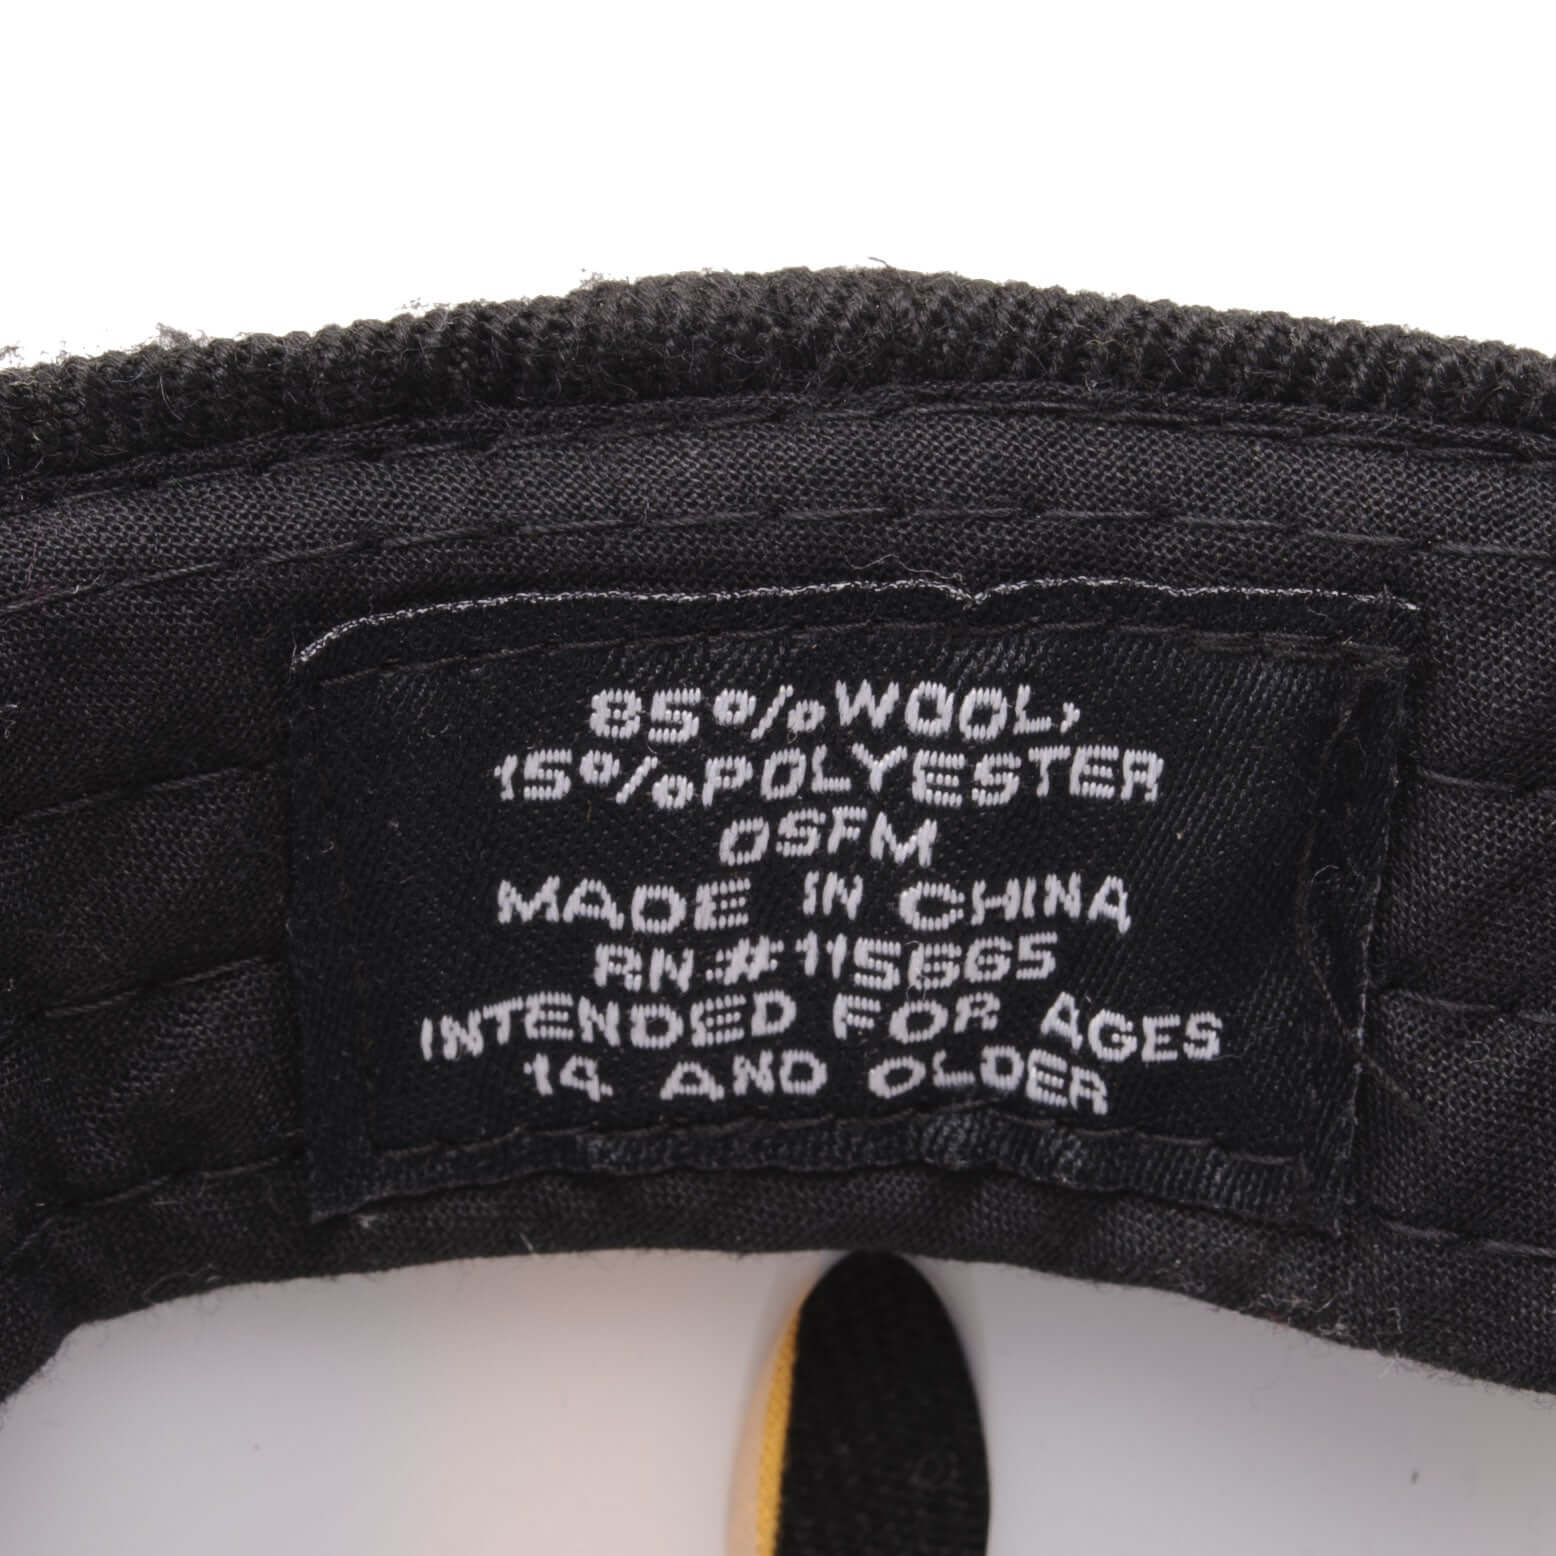 85% WOOL,
15% POLYESTER
OSFM
MADE IN CHINA
RN#115665
INTENDED FOR AGES
14 AND OLDER